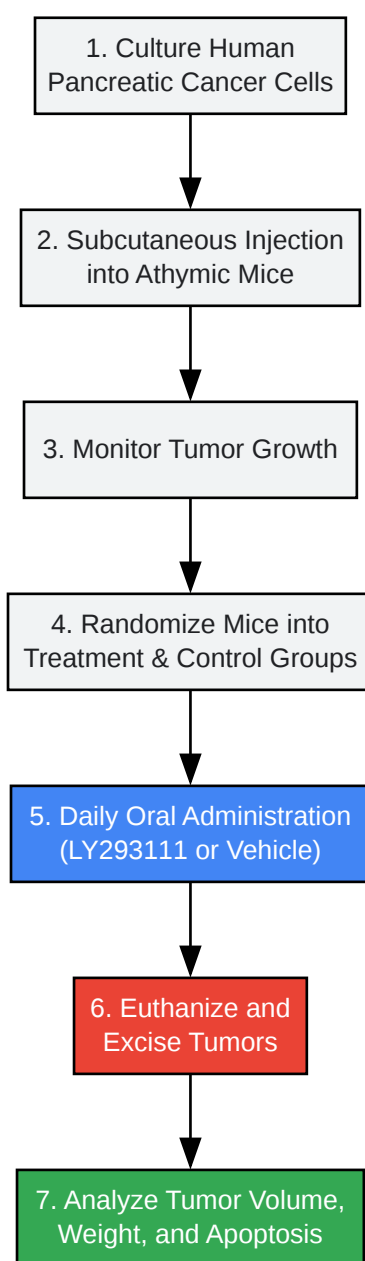 1. Culture Human
Pancreatic Cancer Cells
2. Subcutaneous Injection
into Athymic Mice
3. Monitor Tumor Growth
4. Randomize Mice into
Treatment & Control Groups
5. Daily Oral Administration
(LY293111 or Vehicle)
6. Euthanize and
Excise Tumors
7. Analyze Tumor Volume,
Weight, and Apoptosis